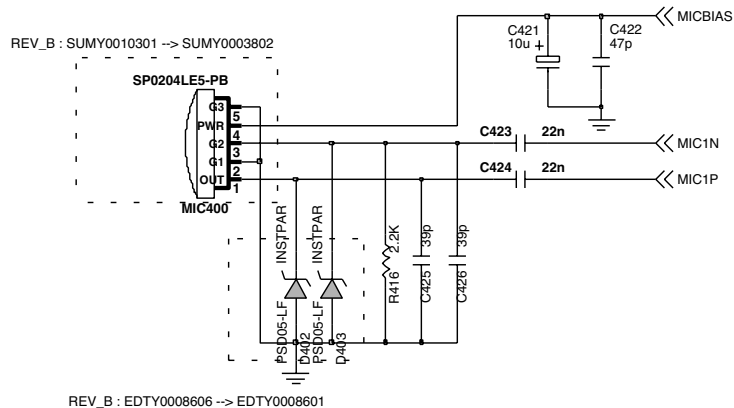 MICBIAS
C421
10u +
C422
47p
REV_B : SUMY0010301 --> SUMY0003802
SP0204LE5-PB
G3
5
PWR
4
G2
3
G1
2
OUT
1
MIC400
C423 22n
MIC1N
C424 22n
MIC1P
INSTPAR
INSTPAR
PSD05-LF
D402
PSD05-LF
D403
2.2K
R416
39p
C425
39p
C426
REV_B : EDTY0008606 --> EDTY0008601